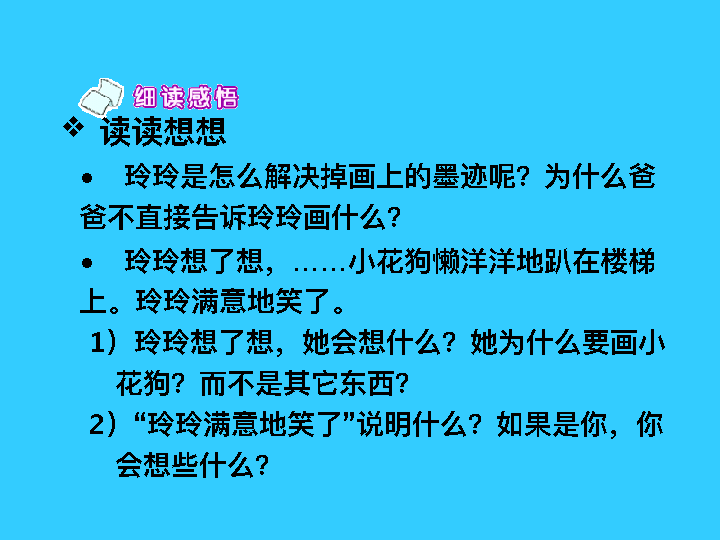 细读感悟
❖ 读读想想
• 玲玲是怎么解决掉画上的墨迹呢？为什么爸
爸不直接告诉玲玲画什么？
• 玲玲想了想，……小花狗懒洋洋地趴在楼梯
上。玲玲满意地笑了。
1）玲玲想了想，她会想什么？她为什么要画小
花狗？而不是其它东西？
2）“玲玲满意地笑了”说明什么？如果是你，你
会想些什么？